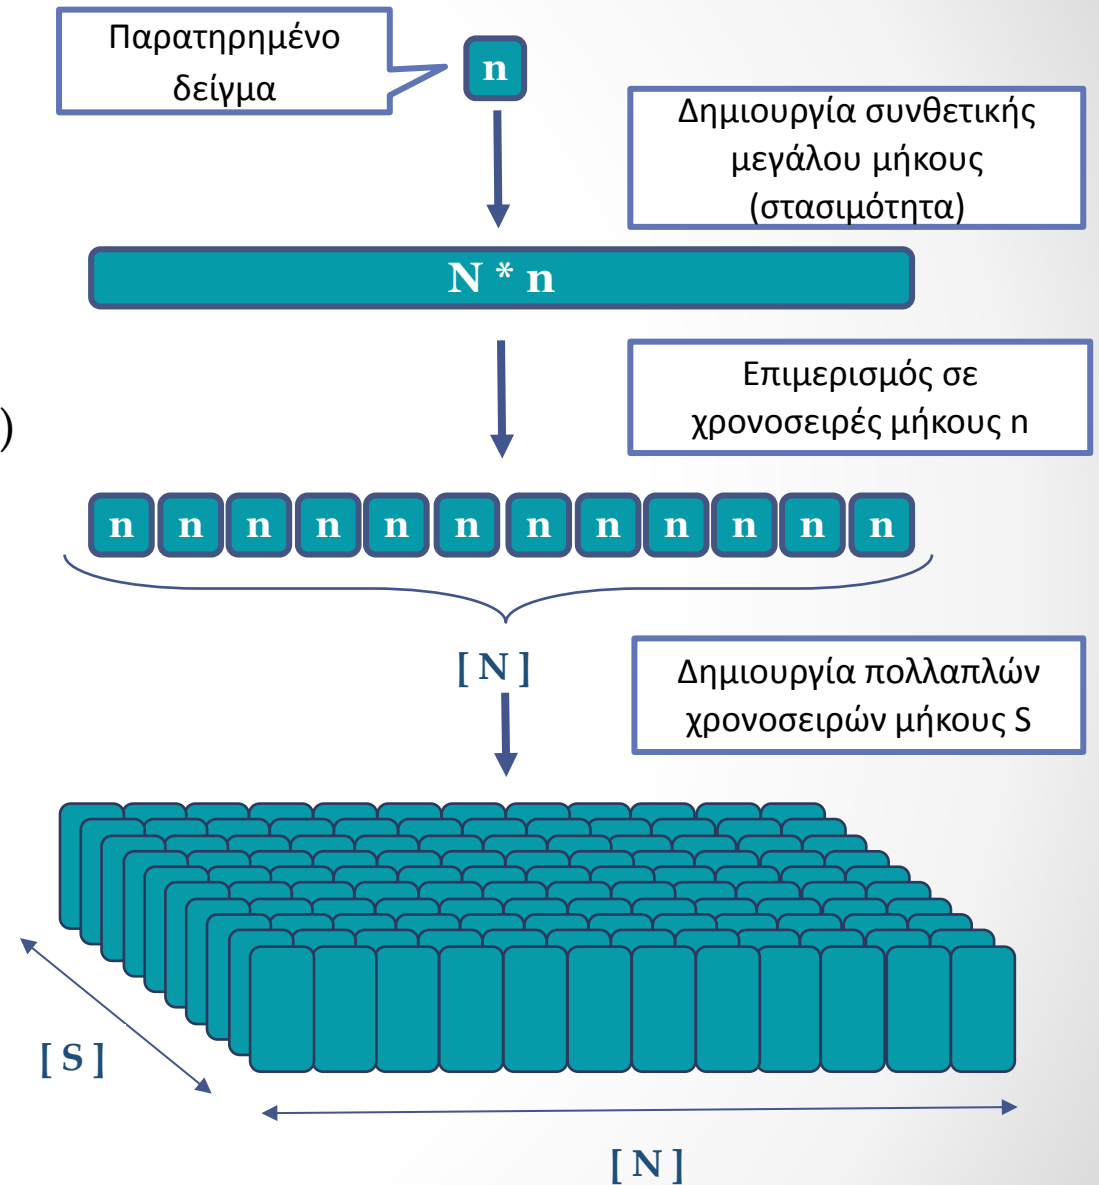 Παρατηρημένο
δείγμα
n
Δημιουργία συνθετικής
μεγάλου μήκους
(στασιμότητα)
N * n
Επιμερισμός σε
χρονοσειρές μήκους n
)
n n n n n n n n n n n n
[ N ]
Δημιουργία πολλαπλών
χρονοσειρών μήκους S
[ S ]
[ N ]